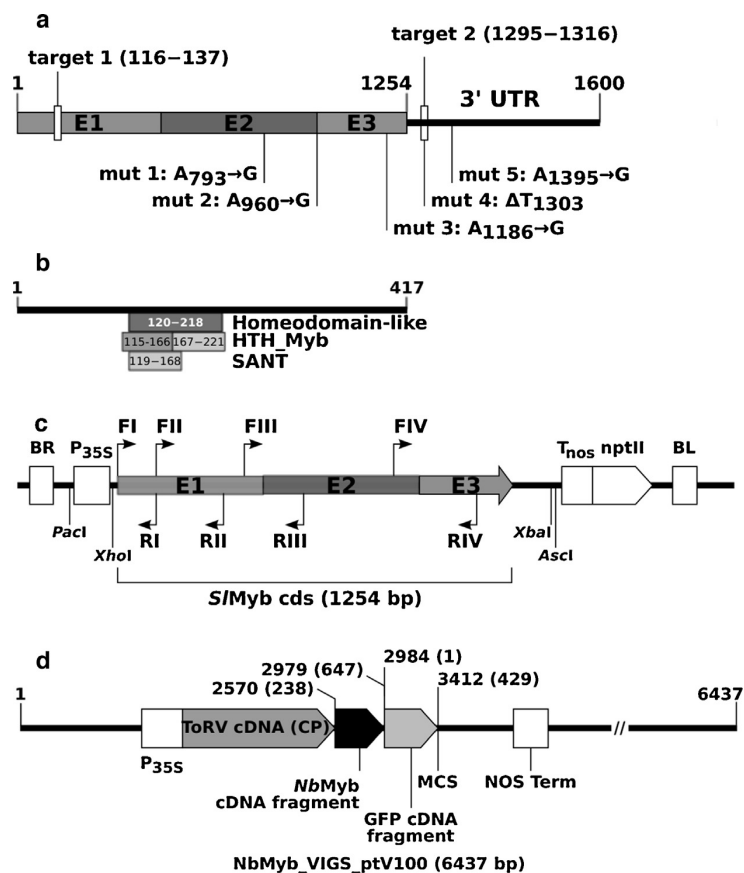 a
target 1 (116−137)
target 2 (1295−1316)
1
1254
3' UTR
1600
E1
E2
E3
mut 1: A793→G
mut 2: A960→G
mut 5: A1395→G
mut 4: ΔT1303
mut 3: A1186→G
b
1
417
120−218
Homeodomain-like
115-166
167−221
HTH_Myb
119−168
SANT
c
FI
FII
FIII
FIV
BR
P35S
Tnos
nptII
BL
E1
E2
E3
PacI
XhoI
RI
RII
RIII
RIV
XbaI
AscI
SlMyb cds (1254 bp)
d
2984 (1)
2979 (647)
3412 (429)
2570 (238)
1
6437
ToRV cDNA (CP)
//
P35S
NbMyb
cDNA fragment
MCS
NOS Term
GFP cDNA
fragment
NbMyb_VIGS_ptV100 (6437 bp)